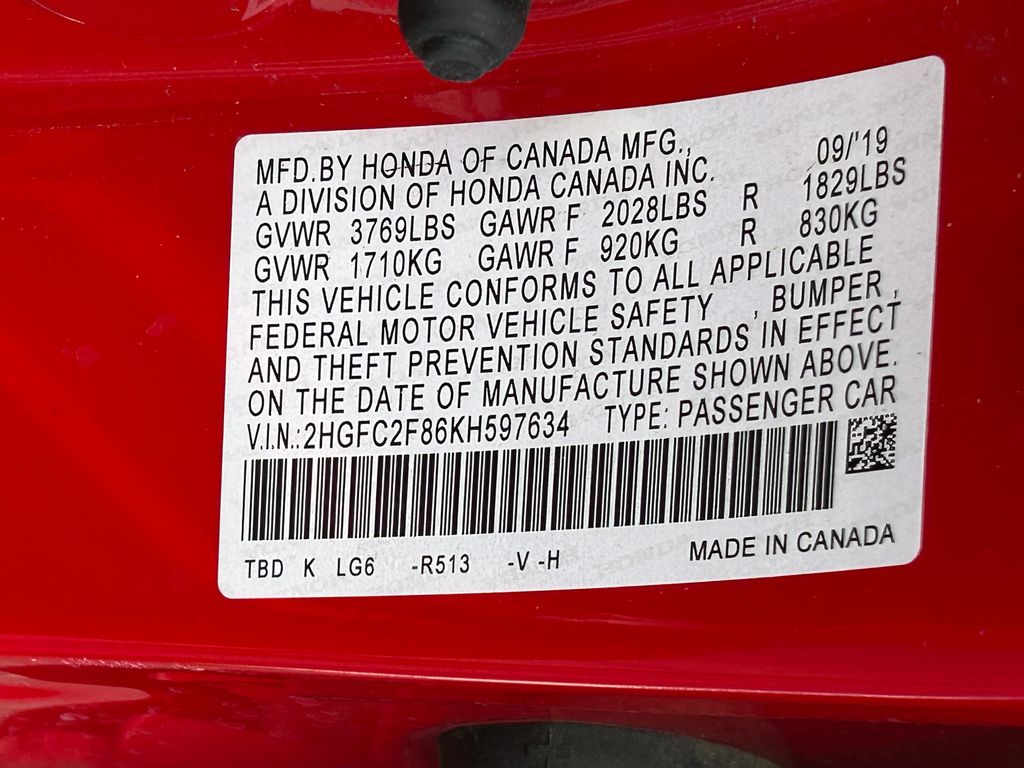 MFD.BY HONDA OF CANADA MFG., 09/'19
A DIVISION OF HONDA CANADA INC.
GVWR 3769LBS GAWR F 2028LBS R 1829LBS
GVWR 1710KG GAWR F 920KG R 830KG
THIS VEHICLE CONFORMS TO ALL APPLICABLE
FEDERAL MOTOR VEHICLE SAFETY , BUMPER ,
AND THEFT PREVENTION STANDARDS IN EFFECT
ON THE DATE OF MANUFACTURE SHOWN ABOVE.
V.I.N.:2HGFC2F86KH597634 TYPE: PASSENGER CAR
TBD K LG6 -R513 -V -H MADE IN CANADA